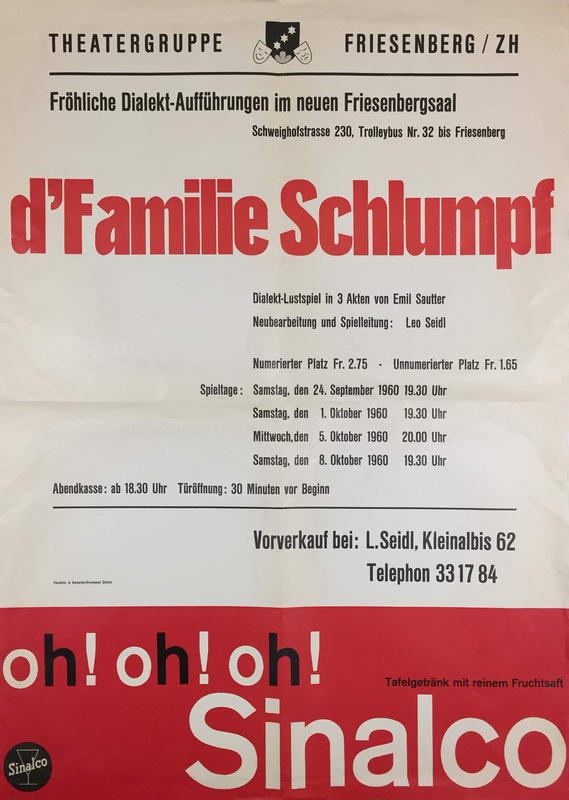 THEATERGRUPPE FRIESENBERG / ZH
Fröhliche Dialekt-Aufführungen im neuen Friesenbergsaal
Schweighofstrasse 230, Trolleybus Nr. 32 bis Friesenberg
d'Familie Schlumpf
Dialekt-Lustspiel in 3 Akten von Emil Sautter
Neubearbeitung und Spielleitung: Leo Seidl
Numerierter Platz Fr. 2.75 - Unnumerierter Platz Fr. 1.65
Spieltage: Samstag, den 24. September 1960 19.30 Uhr
Samstag, den 1. Oktober 1960 19.30 Uhr
Mittwoch,den 5. Oktober 1960 20.00 Uhr
Samstag, den 8. Oktober 1960 19.30 Uhr
Abendkasse: ab 18.30 Uhr Türöffnung: 30 Minuten vor Beginn
Vorverkauf bei: L. Seidl, Kleinalbis 62
Telephon 33 17 84
oh! oh! oh!
Tafelgetränk mit reinem Fruchtsaft
Sinalco
Sinalco